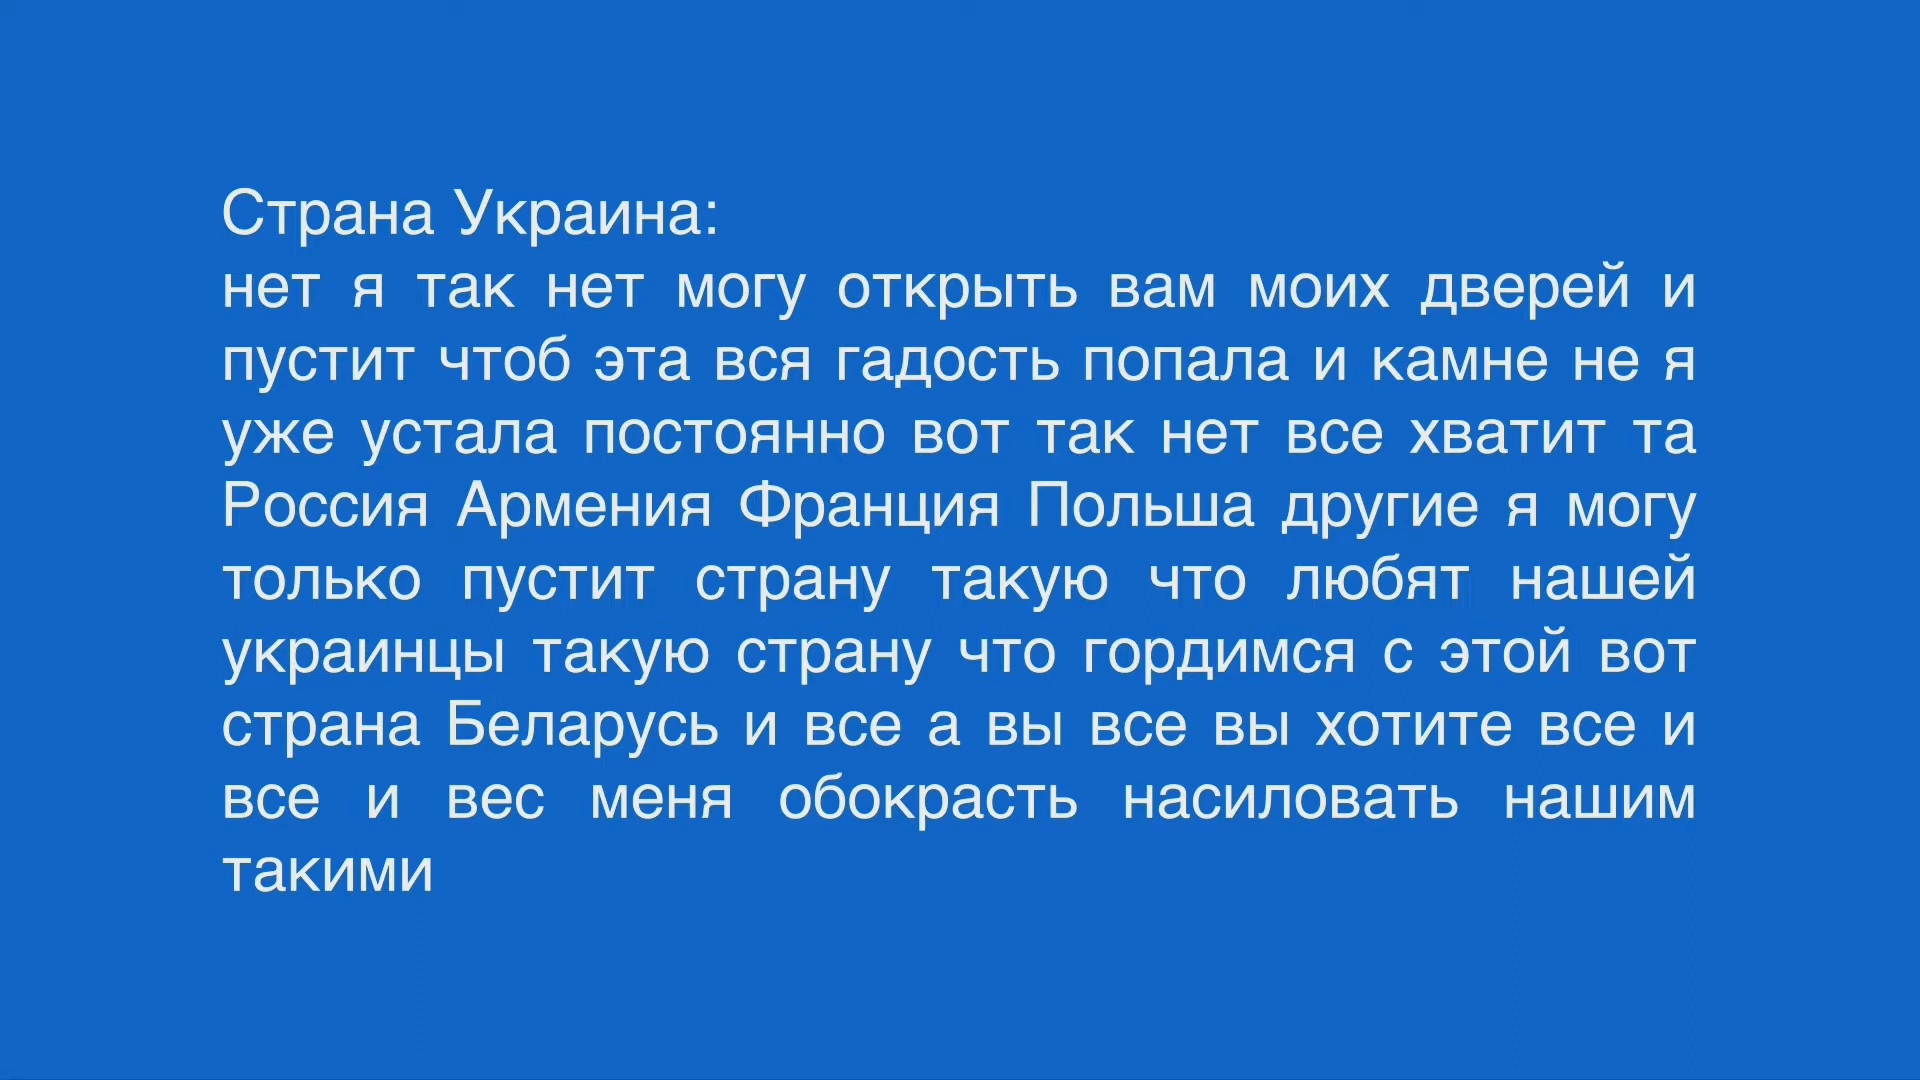 Страна Украина:
нет я так нет могу открыть вам моих дверей и
пустит чтоб эта вся гадость попала и камне не я
уже устала постоянно вот так нет все хватит та
Россия Армения Франция Польша другие я могу
только пустит страну такую что любят нашей
украинцы такую страну что гордимся с этой вот
страна Беларусь и все а вы все вы хотите все и
все и вес меня обокрасть насиловать нашим
такими